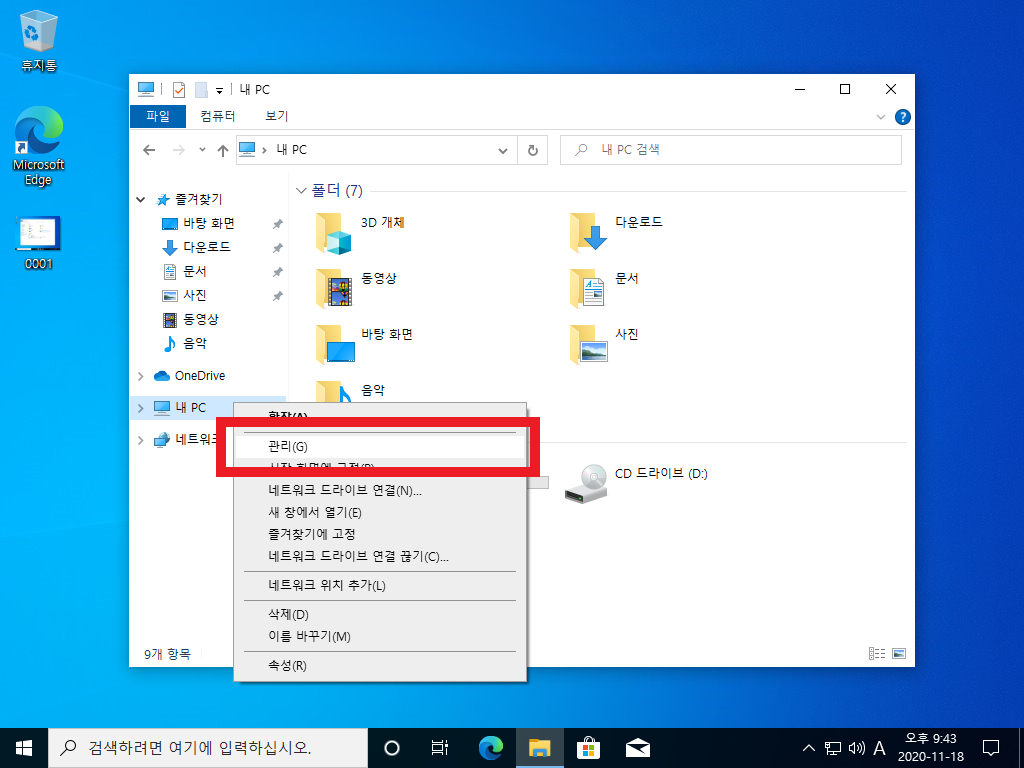 휴지통
Microsoft
Edge
0001
내 PC
파일
컴퓨터
보기
?
내 PC
내 PC 검색
즐겨찾기
바탕 화면
다운로드
문서
사진
동영상
음악
OneDrive
내 PC
네트워크
폴더 (7)
3D 개체
다운로드
동영상
문서
바탕 화면
사진
음악
CD 드라이브 (D:)
확장(A)
관리(G)
시작 화면에 고정(P)
네트워크 드라이브 연결(N)...
새 창에서 열기(E)
즐겨찾기에 고정
네트워크 드라이브 연결 끊기(C)...
네트워크 위치 추가(L)
삭제(D)
이름 바꾸기(M)
속성(R)
9개 항목
검색하려면 여기에 입력하십시오.
A
오후 9:43
2020-11-18